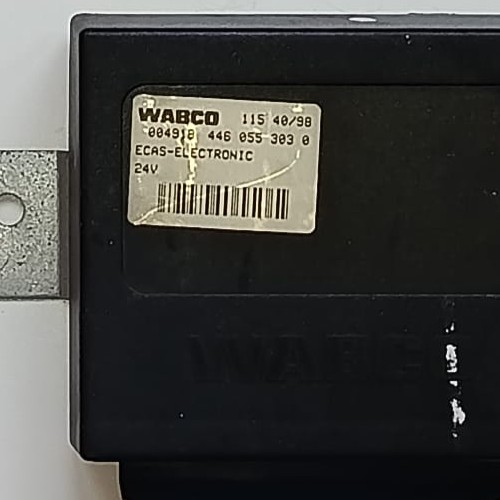 WABCO 115 40/98
004918 446 055 303 0
ECAS-ELECTRONIC
24V
WABCO